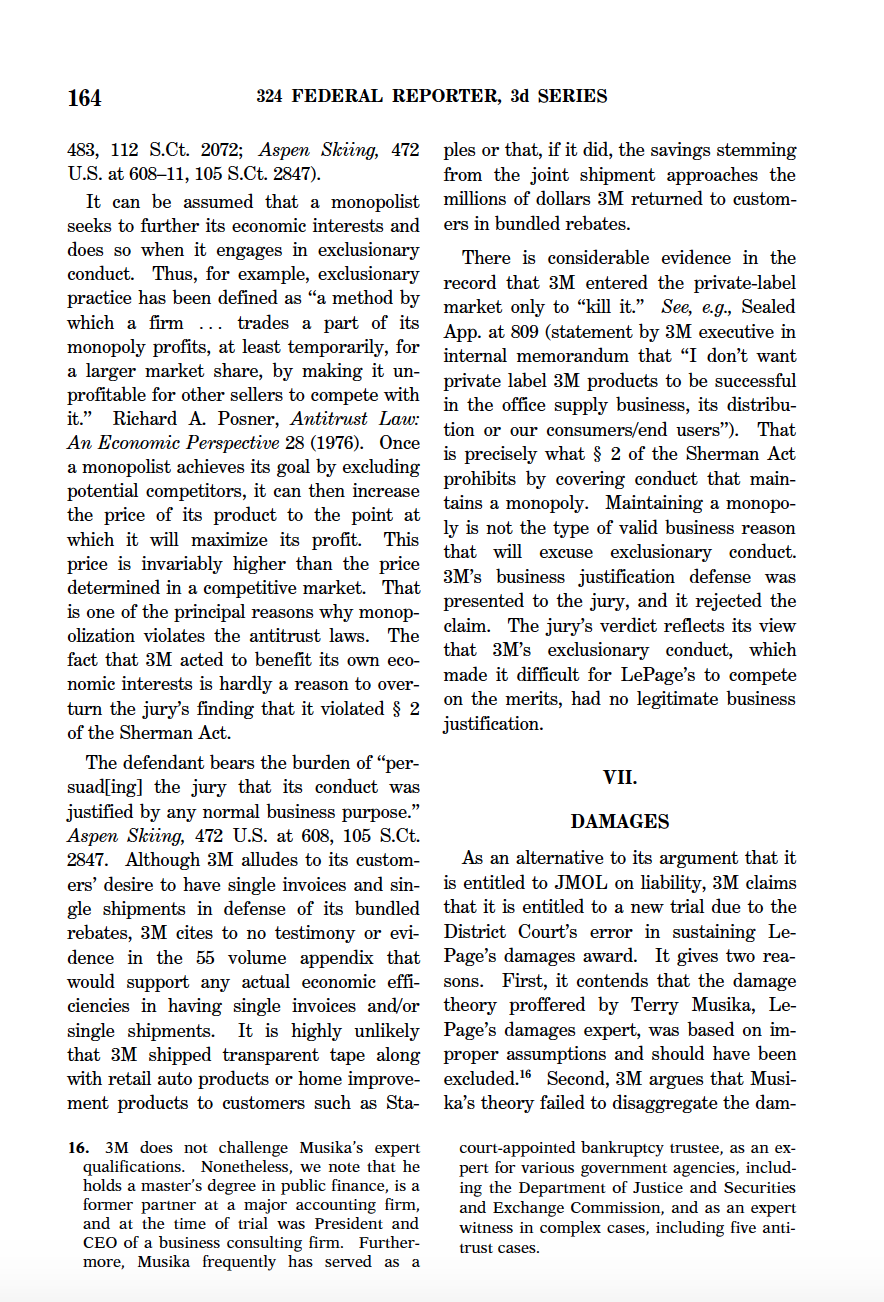 164
324 FEDERAL REPORTER, 3d SERIES
483, 112 S.Ct. 2072; Aspen Skiing, 472
U.S. at 608–11, 105 S.Ct. 2847).
It can be assumed that a monopolist
seeks to further its economic interests and
does so when it engages in exclusionary
conduct. Thus, for example, exclusionary
practice has been defined as “a method by
which a firm ... trades a part of its
monopoly profits, at least temporarily, for
a larger market share, by making it un-
profitable for other sellers to compete with
it.” Richard A. Posner, Antitrust Law:
An Economic Perspective 28 (1976). Once
a monopolist achieves its goal by excluding
potential competitors, it can then increase
the price of its product to the point at
which it will maximize its profit. This
price is invariably higher than the price
determined in a competitive market. That
is one of the principal reasons why monop-
olization violates the antitrust laws. The
fact that 3M acted to benefit its own eco-
nomic interests is hardly a reason to over-
turn the jury’s finding that it violated § 2
of the Sherman Act.
The defendant bears the burden of “per-
suad[ing] the jury that its conduct was
justified by any normal business purpose.”
Aspen Skiing, 472 U.S. at 608, 105 S.Ct.
2847. Although 3M alludes to its custom-
ers’ desire to have single invoices and sin-
gle shipments in defense of its bundled
rebates, 3M cites to no testimony or evi-
dence in the 55 volume appendix that
would support any actual economic effi-
ciencies in having single invoices and/or
single shipments. It is highly unlikely
that 3M shipped transparent tape along
with retail auto products or home improve-
ment products to customers such as Sta-
ples or that, if it did, the savings stemming
from the joint shipment approaches the
millions of dollars 3M returned to custom-
ers in bundled rebates.
There is considerable evidence in the
record that 3M entered the private-label
market only to “kill it.” See, e.g., Sealed
App. at 809 (statement by 3M executive in
internal memorandum that “I don’t want
private label 3M products to be successful
in the office supply business, its distribu-
tion or our consumers/end users”). That
is precisely what § 2 of the Sherman Act
prohibits by covering conduct that main-
tains a monopoly. Maintaining a monopo-
ly is not the type of valid business reason
that will excuse exclusionary conduct.
3M’s business justification defense was
presented to the jury, and it rejected the
claim. The jury’s verdict reflects its view
that 3M’s exclusionary conduct, which
made it difficult for LePage’s to compete
on the merits, had no legitimate business
justification.
VII.
DAMAGES
As an alternative to its argument that it
is entitled to JMOL on liability, 3M claims
that it is entitled to a new trial due to the
District Court’s error in sustaining Le-
Page’s damages award. It gives two rea-
sons. First, it contends that the damage
theory proffered by Terry Musika, Le-
Page’s damages expert, was based on im-
proper assumptions and should have been
excluded.16 Second, 3M argues that Musi-
ka’s theory failed to disaggregate the dam-
16. 3M does not challenge Musika’s expert
qualifications. Nonetheless, we note that he
holds a master’s degree in public finance, is a
former partner at a major accounting firm,
and at the time of trial was President and
CEO of a business consulting firm. Further-
more, Musika frequently has served as a
court-appointed bankruptcy trustee, as an ex-
pert for various government agencies, includ-
ing the Department of Justice and Securities
and Exchange Commission, and as an expert
witness in complex cases, including five anti-
trust cases.